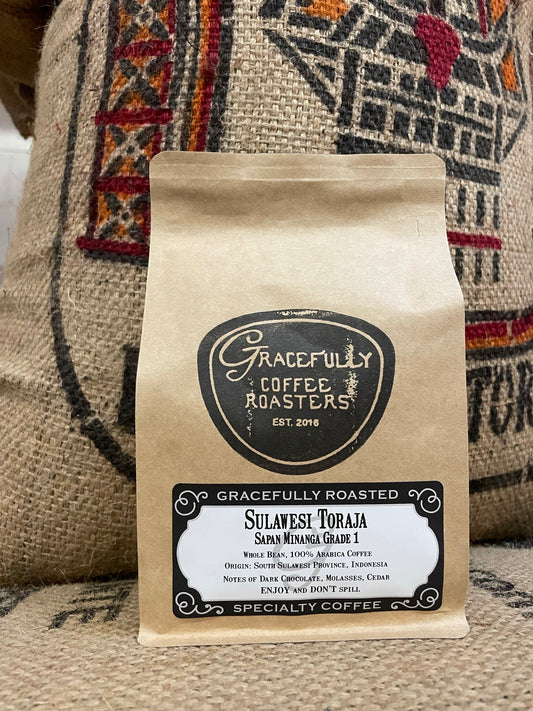 GRACEFULLY
COFFEE
ROASTERS
EST. 2016
GRACEFULLY ROASTED
SULAWESI TORAJA
SAPAN MINANGA GRADE 1
WHOLE BEAN, 100% ARABICA COFFEE
ORIGIN: SOUTH SULAWESI PROVINCE, INDONESIA
NOTES OF DARK CHOCOLATE, MOLASSES, CEDAR
ENJOY AND DON'T SPILL
SPECIALTY COFFEE